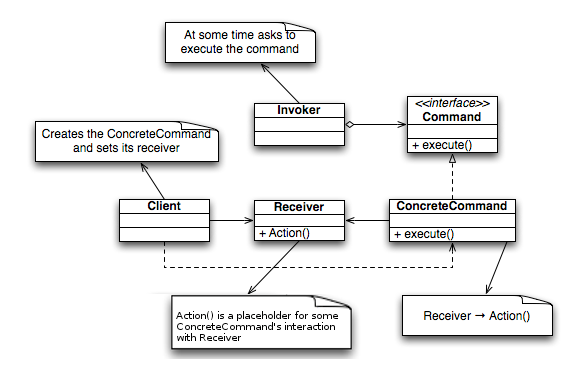 At some time asks to
execute the command
Invoker
<<interface>>
Command
+ execute()
Creates the ConcreteCommand
and sets its receiver
Client
Receiver
+ Action()
ConcreteCommand
+ execute()
Action() is a placeholder for some
ConcreteCommand's interaction
with Receiver
Receiver → Action()